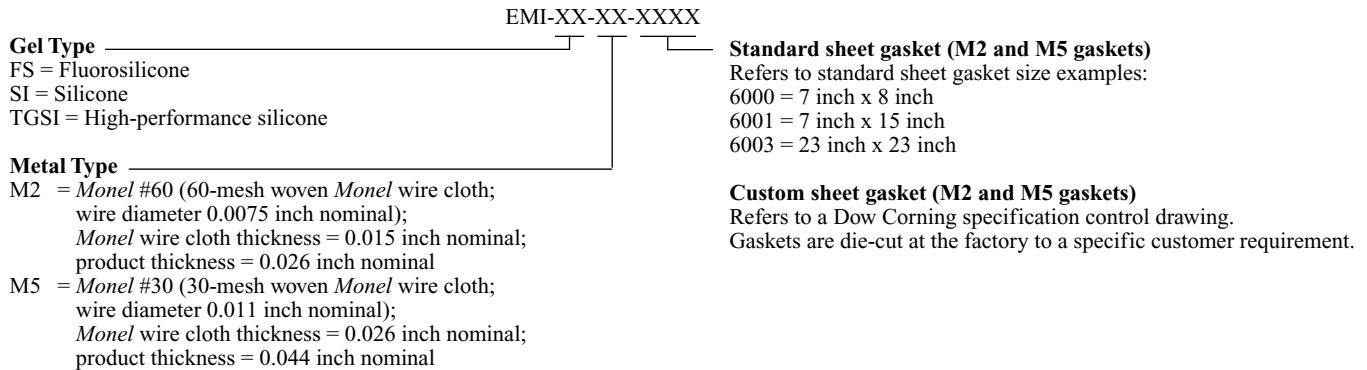 EMI-XX-XX-XXXX
Gel Type
FS = Fluorosilicone
SI = Silicone
TGSI = High-performance silicone
Metal Type
M2 = Monel #60 (60-mesh woven Monel wire cloth;
wire diameter 0.0075 inch nominal);
Monel wire cloth thickness = 0.015 inch nominal;
product thickness = 0.026 inch nominal
M5 = Monel #30 (30-mesh woven Monel wire cloth;
wire diameter 0.011 inch nominal);
Monel wire cloth thickness = 0.026 inch nominal;
product thickness = 0.044 inch nominal
Standard sheet gasket (M2 and M5 gaskets)
Refers to standard sheet gasket size examples:
6000 = 7 inch x 8 inch
6001 = 7 inch x 15 inch
6003 = 23 inch x 23 inch
Custom sheet gasket (M2 and M5 gaskets)
Refers to a Dow Corning specification control drawing.
Gaskets are die-cut at the factory to a specific customer requirement.